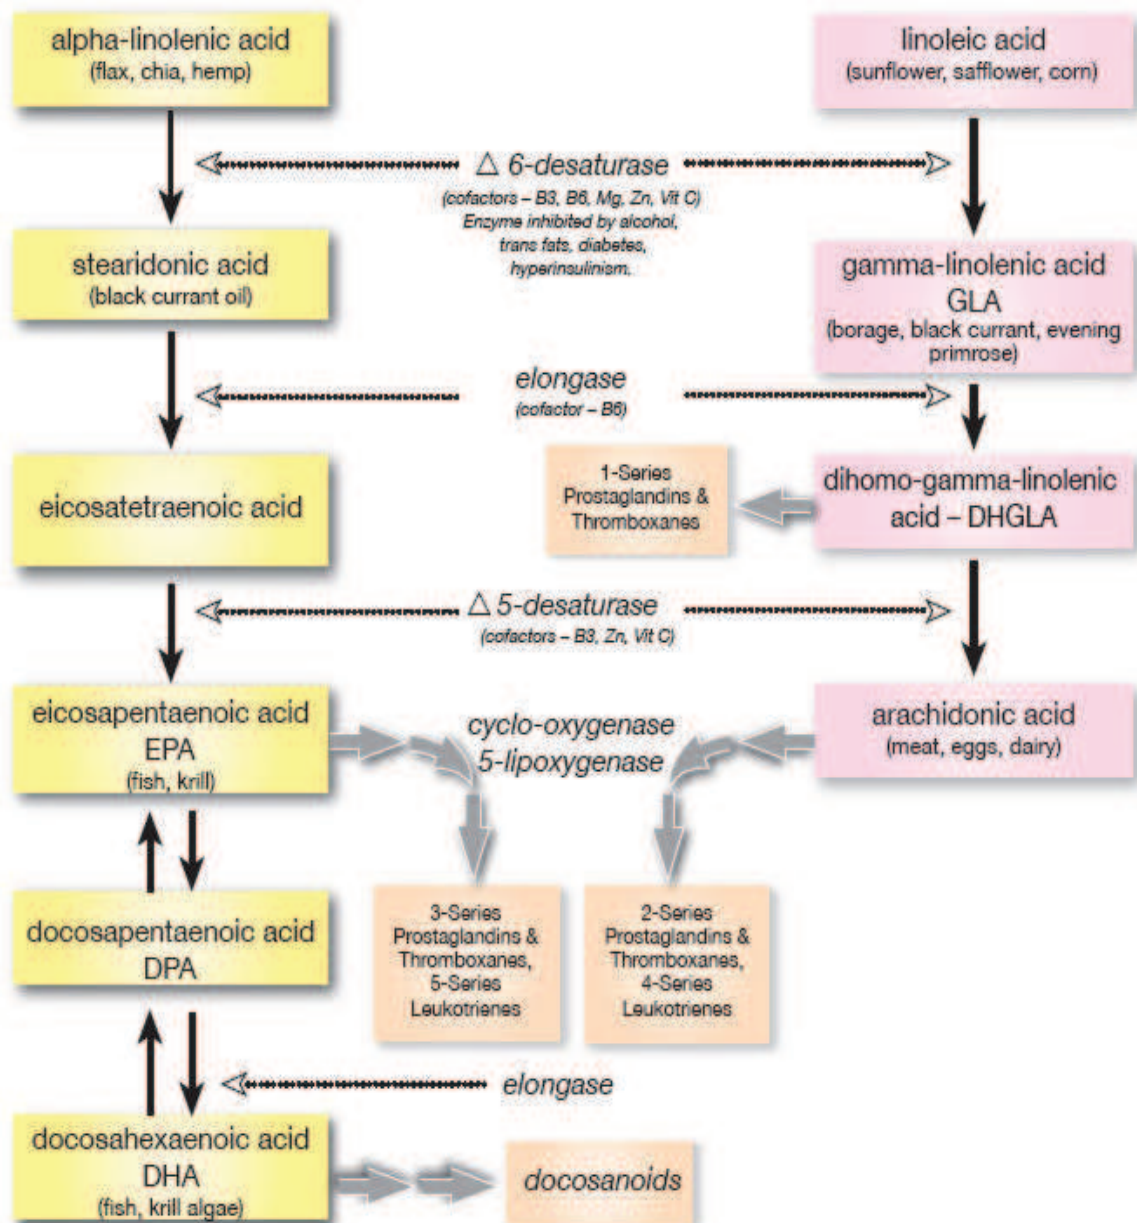 alpha-linolenic acid
(flax, chia, hemp)
linoleic acid
(sunflower, safflower, corn)
△ 6-desaturase
(cofactors – B3, B6, Mg, Zn, Vit C)
Enzyme inhibited by alcohol,
trans fats, diabetes,
hyperinsulinism.
stearidonic acid
(black currant oil)
gamma-linolenic acid
GLA
(borage, black currant, evening
primrose)
elongase
(cofactor – B6)
eicosatetraenoic acid
1-Series
Prostaglandins &
Thromboxanes
dihomo-gamma-linolenic
acid – DHGLA
△ 5-desaturase
(cofactors – B3, Zn, Vit C)
eicosapentaenoic acid
EPA
(fish, krill)
cyclo-oxygenase
5-lipoxygenase
arachidonic acid
(meat, eggs, dairy)
docosapentaenoic acid
DPA
3-Series
Prostaglandins &
Thromboxanes,
5-Series
Leukotrienes
2-Series
Prostaglandins &
Thromboxanes,
4-Series
Leukotrienes
elongase
docosahexaenoic acid
DHA
(fish, krill algae)
docosanoids